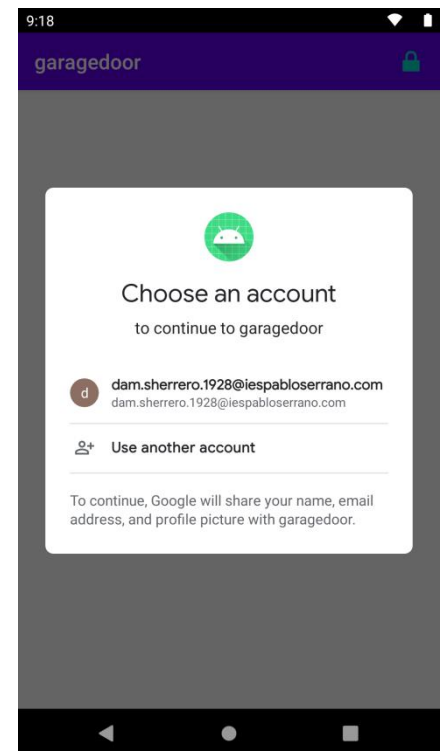 9:18
garagedoor
Choose an account
to continue to garagedoor
d
dam.sherrero.1928@iespabloserrano.com
dam.sherrero.1928@iespabloserrano.com
Use another account
To continue, Google will share your name, email
address, and profile picture with garagedoor.